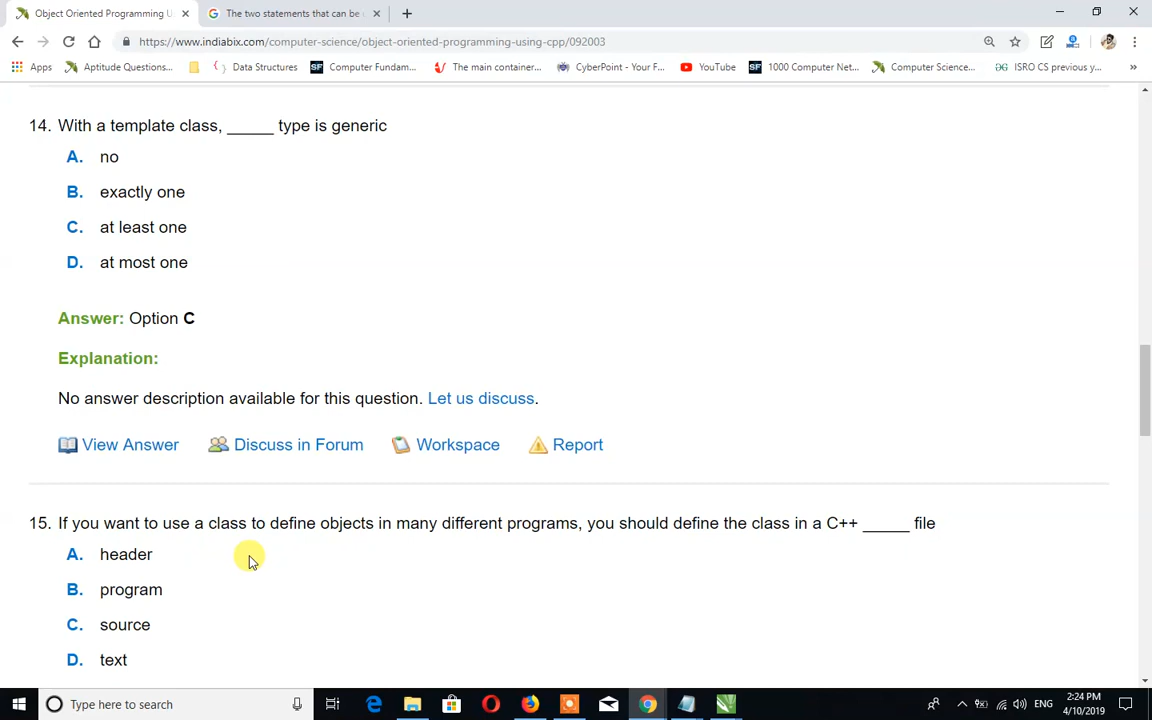 Object Oriented Programming U
The two statements that can be
https://www.indiabix.com/computer-science/object-oriented-programming-using-cpp/092003
Apps
Aptitude Questions...
Data Structures
Computer Fundam...
The main container...
CyberPoint - Your F...
YouTube
1000 Computer Net...
Computer Science...
ISRO CS previous y...
»
14. With a template class, _____ type is generic
A. no
B. exactly one
C. at least one
D. at most one
Answer: Option C
Explanation:
No answer description available for this question. Let us discuss.
View Answer Discuss in Forum Workspace Report
15. If you want to use a class to define objects in many different programs, you should define the class in a C++ _____ file
A. header
B. program
C. source
D. text
Type here to search
ENG
2:24 PM
4/10/2019